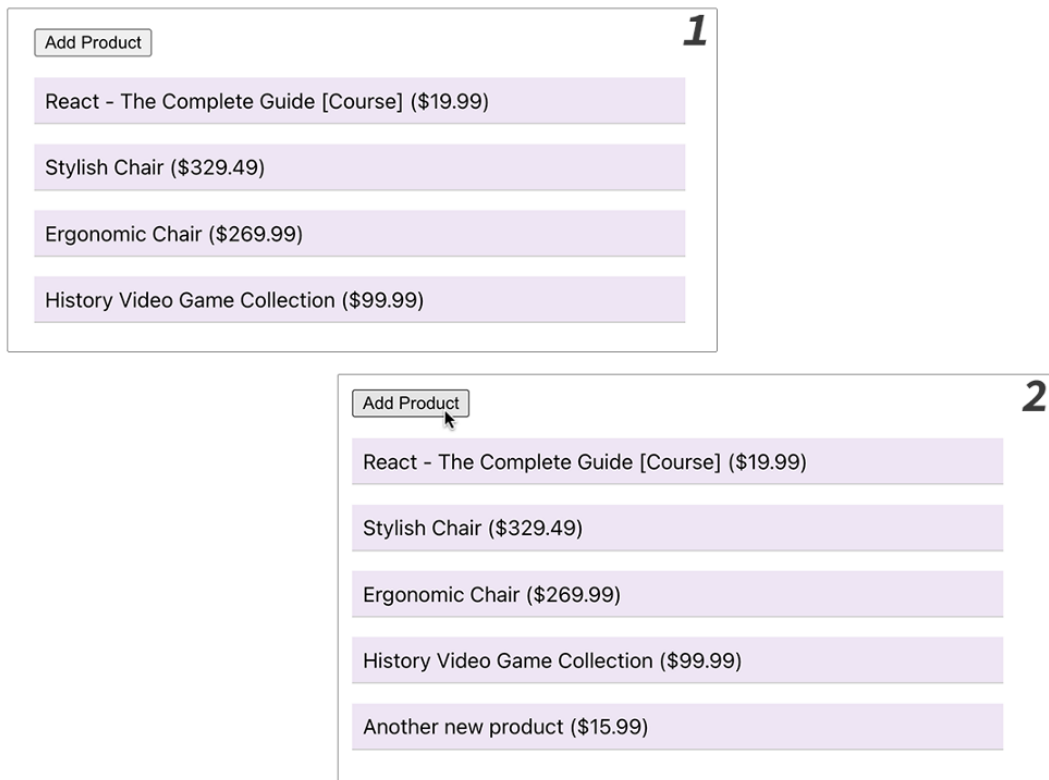 1
Add Product
React - The Complete Guide [Course] ($19.99)
Stylish Chair ($329.49)
Ergonomic Chair ($269.99)
History Video Game Collection ($99.99)
2
Add Product
React - The Complete Guide [Course] ($19.99)
Stylish Chair ($329.49)
Ergonomic Chair ($269.99)
History Video Game Collection ($99.99)
Another new product ($15.99)